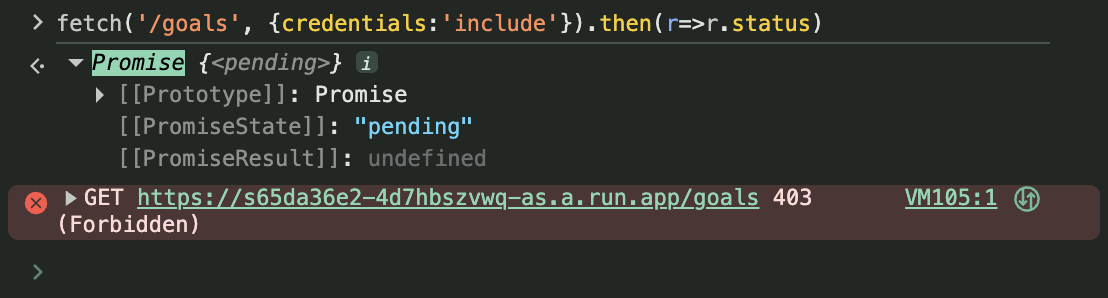 fetch('/goals', {credentials:'include'}).then(r=>r.status)
Promise {<pending>} i
[[Prototype]]: Promise
[[PromiseState]]: "pending"
[[PromiseResult]]: undefined
GET https://s65da36e2-4d7hbszvwq-as.a.run.app/goals 403 VM105:1
(Forbidden)